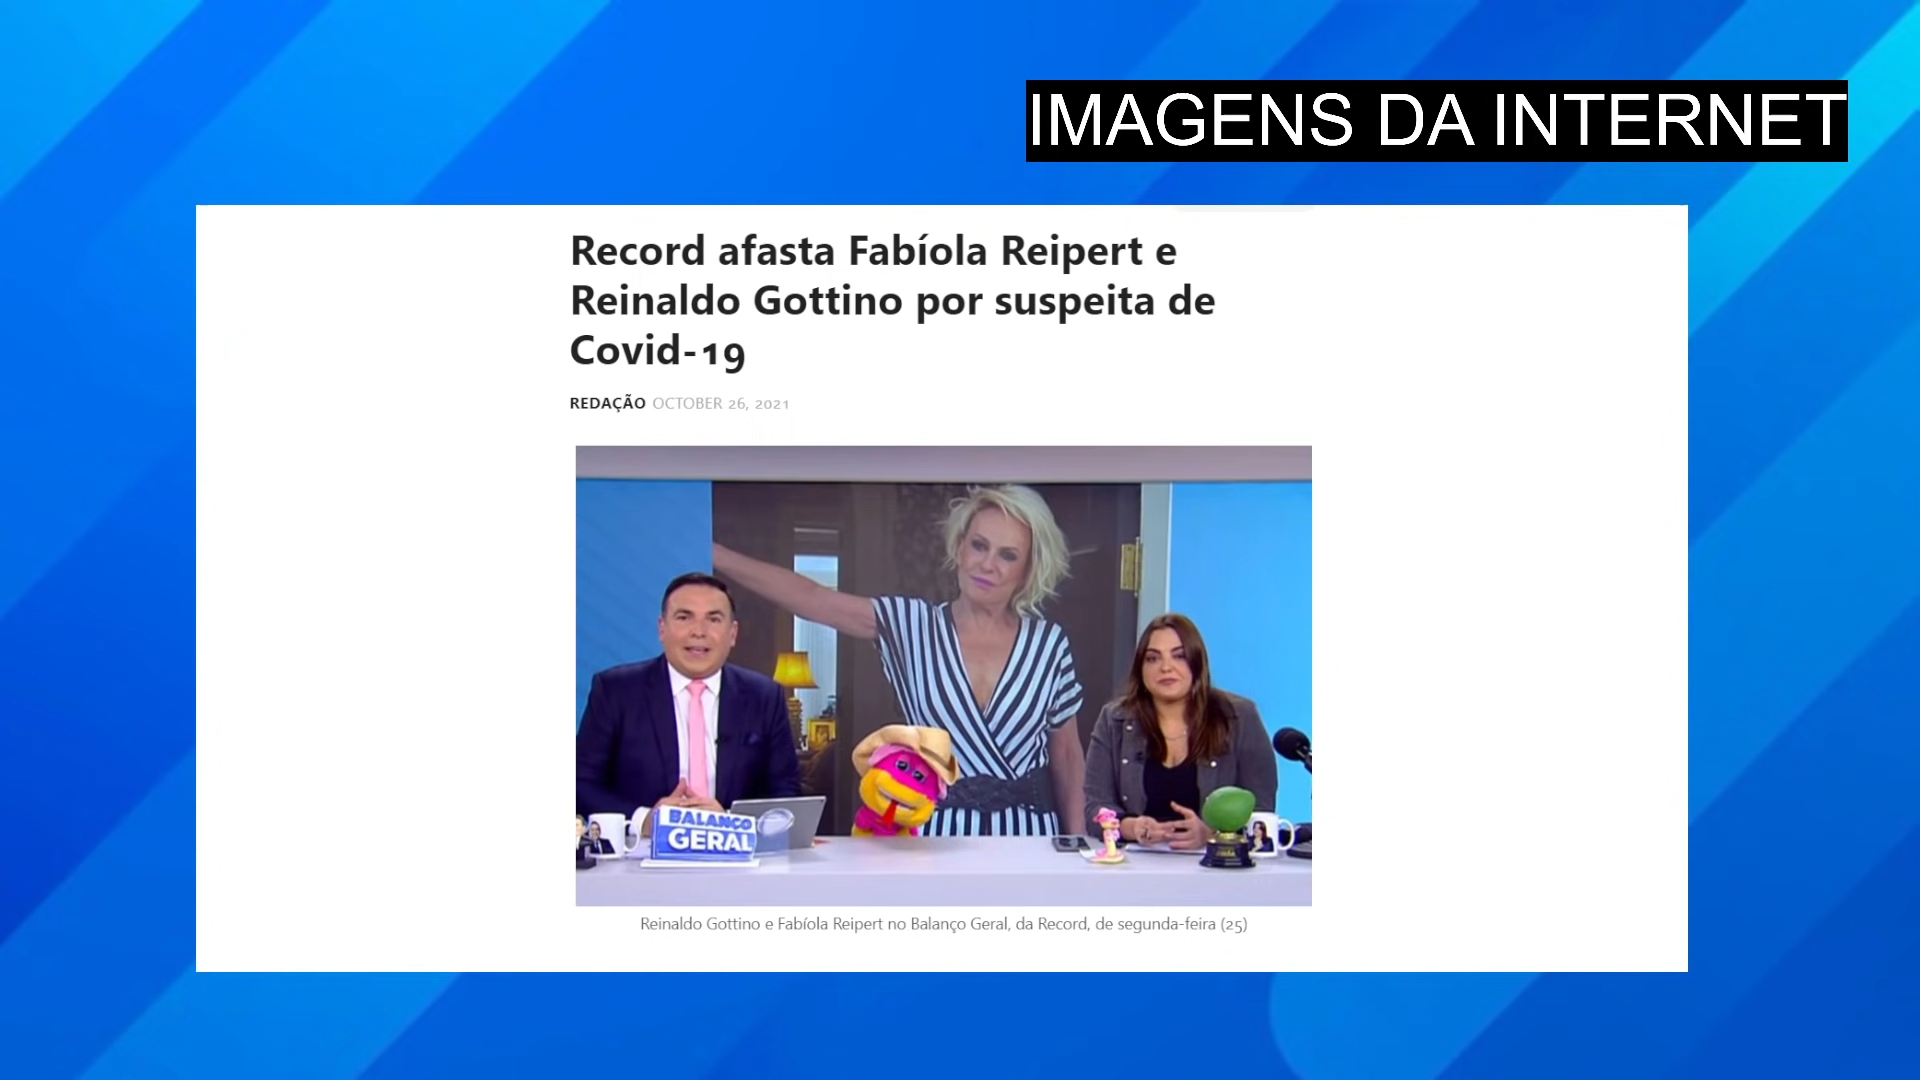 IMAGENS DA INTERNET
Record afasta Fabíola Reipert e
Reinaldo Gottino por suspeita de
Covid-19
REDAÇÃO OCTOBER 26, 2021
BALANÇO
GERAL
Reinaldo Gottino e Fabíola Reipert no Balanço Geral, da Record, de segunda-feira (25)